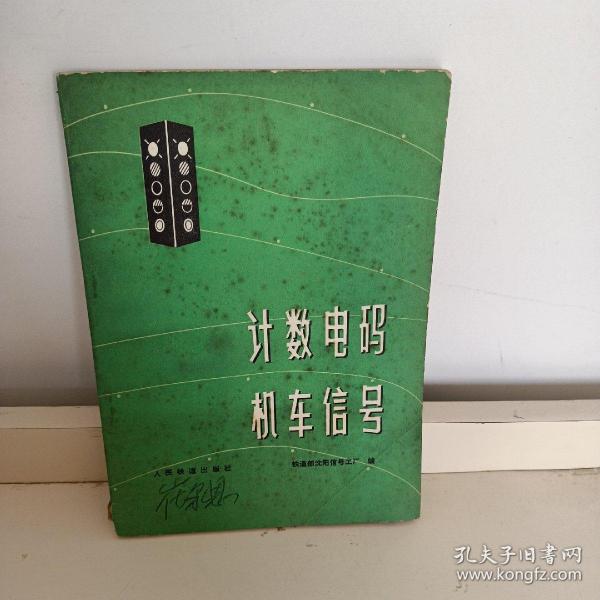 计数电码
机车信号
人民铁道出版社
铁道部沈阳信号工厂 编
孔夫子旧书网
www.kongfz.com